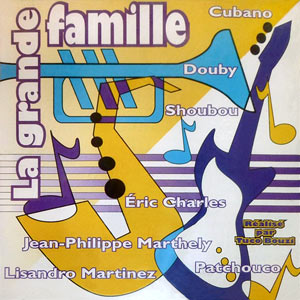 La grande
famille
Cubano
Douby
Shoubou
Éric Charles
Réalisé
par
Tuco Bouzi
Jean-Philippe Marthely
Patchouco
Lisandro Martinez